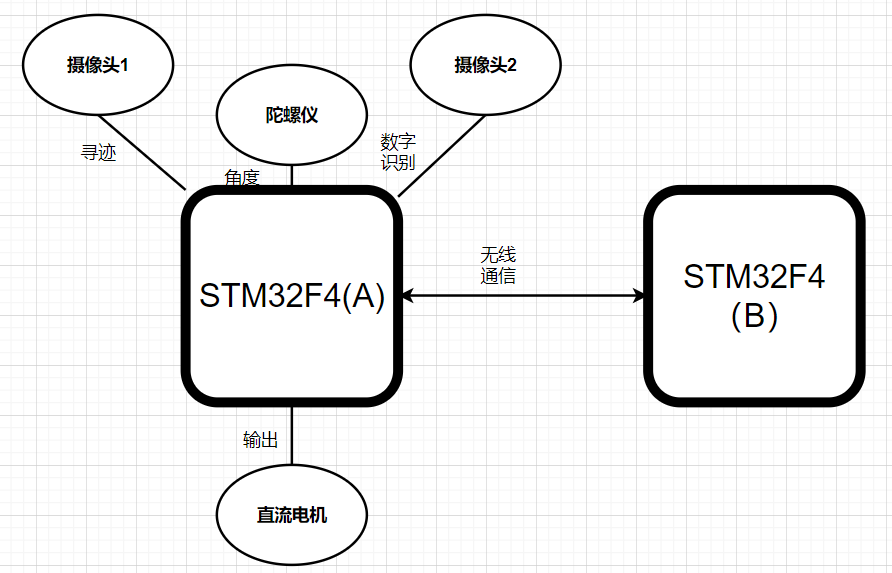 摄像头1
摄像头2
陀螺仪
寻迹
数字
识别
角度
STM32F4(A)
无线
通信
STM32F4
（B）
输出
直流电机